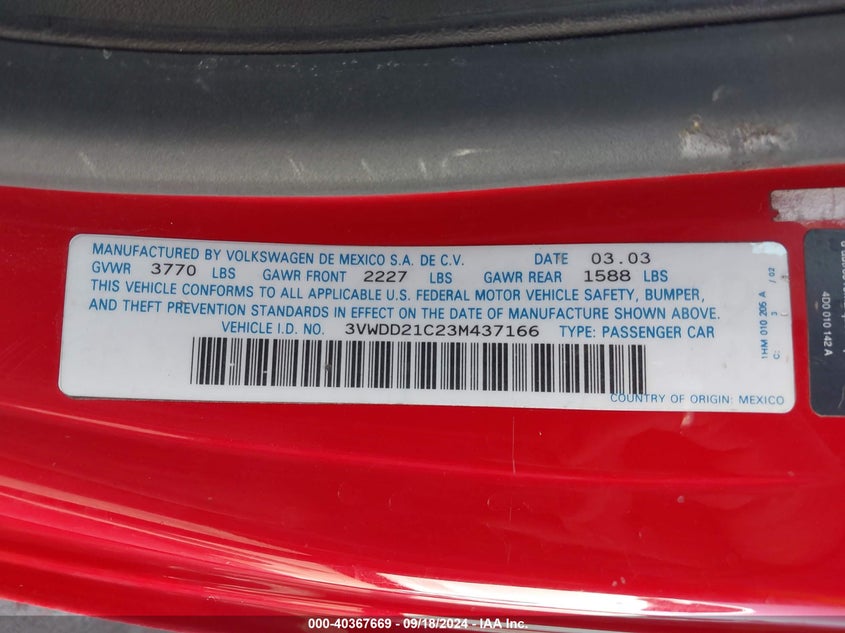 MANUFACTURED BY VOLKSWAGEN DE MEXICO S.A. DE C.V. DATE 03.03
GVWR 3770 LBS GAWR FRONT 2227 LBS GAWR REAR 1588 LBS
THIS VEHICLE CONFORMS TO ALL APPLICABLE U.S. FEDERAL MOTOR VEHICLE SAFETY, BUMPER,
AND THEFT PREVENTION STANDARDS IN EFFECT ON THE DATE OF MANUFACTURE SHOWN ABOVE.
VEHICLE I.D. NO. 3VWDD21C23M437166 TYPE: PASSENGER CAR
COUNTRY OF ORIGIN: MEXICO
1HM 010 205 A
C: 3 / 02
4D0 010 142 A
000-40367669 - 09/18/2024 - IAA Inc.